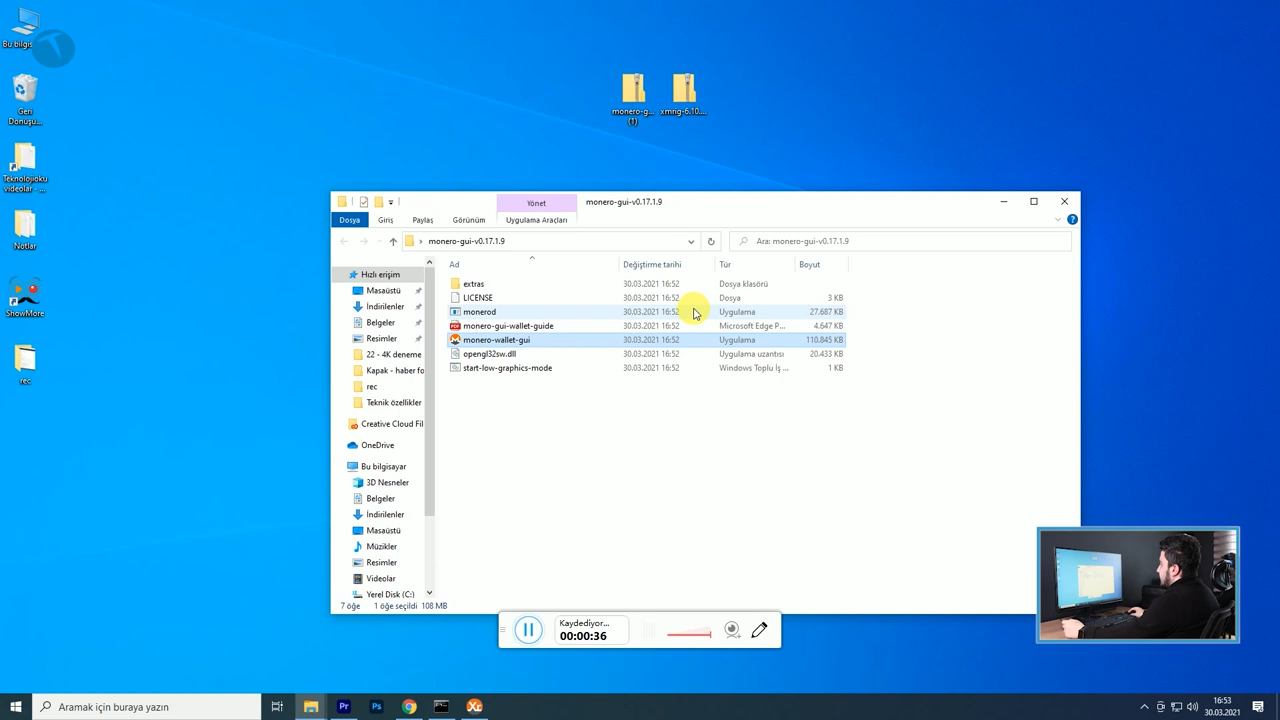 Bu bilgis
Geri
Dönüşü...
Teknolojioku
videolar - ...
Notlar
ShowMore
rec
monero-g...
(1)
xmrig-6.10....
Yönet
monero-gui-v0.17.1.9
Dosya
Giriş
Paylaş
Görünüm
Uygulama Araçları
monero-gui-v0.17.1.9
Ara: monero-gui-v0.17.1.9
Ad
Değiştirme tarihi
Tür
Boyut
Hızlı erişim
Masaüstü
İndirilenler
Belgeler
Resimler
22 - 4K deneme
Kapak - haber fo
rec
Teknik özellikler
Creative Cloud Fil
OneDrive
Bu bilgisayar
3D Nesneler
Belgeler
İndirilenler
Masaüstü
Müzikler
Resimler
Videolar
Yerel Disk (C:)
extras 30.03.2021 16:52 Dosya klasörü
LICENSE 30.03.2021 16:52 Dosya 3 KB
monerod 30.03.2021 16:52 Uygulama 27.687 KB
monero-gui-wallet-guide 30.03.2021 16:52 Microsoft Edge P... 4.647 KB
monero-wallet-gui 30.03.2021 16:52 Uygulama 110.845 KB
opengl32sw.dll 30.03.2021 16:52 Uygulama uzantısı 20.433 KB
start-low-graphics-mode 30.03.2021 16:52 Windows Toplu İş ... 1 KB
7 öğe 1 öğe seçildi 108 MB
Kaydediyor...
00:00:36
Aramak için buraya yazın
Pr
Ps
16:53
30.03.2021